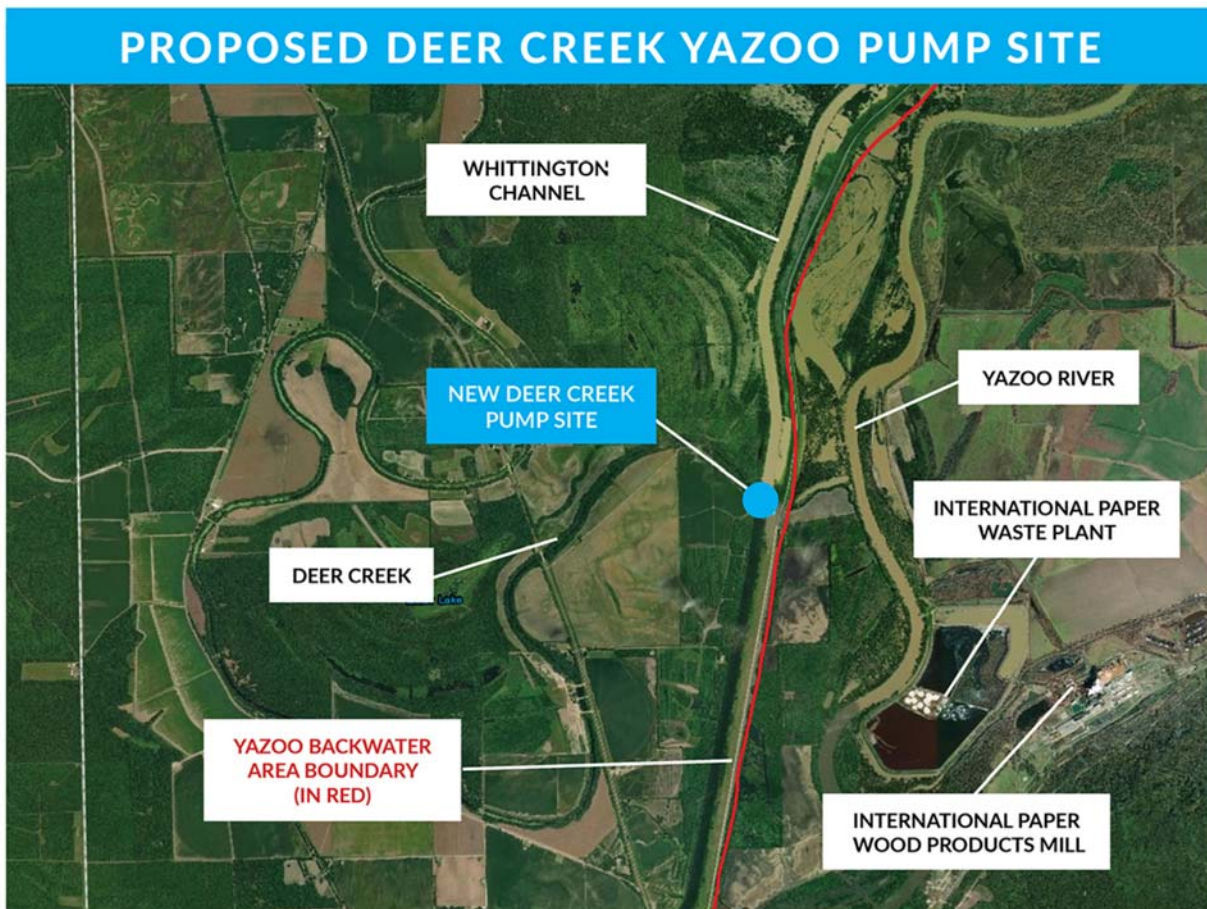 PROPOSED DEER CREEK YAZOO PUMP SITE
WHITTINGTON
CHANNEL
NEW DEER CREEK
PUMP SITE
YAZOO RIVER
INTERNATIONAL PAPER
WASTE PLANT
DEER CREEK
Lake
YAZOO BACKWATER
AREA BOUNDARY
(IN RED)
INTERNATIONAL PAPER
WOOD PRODUCTS MILL